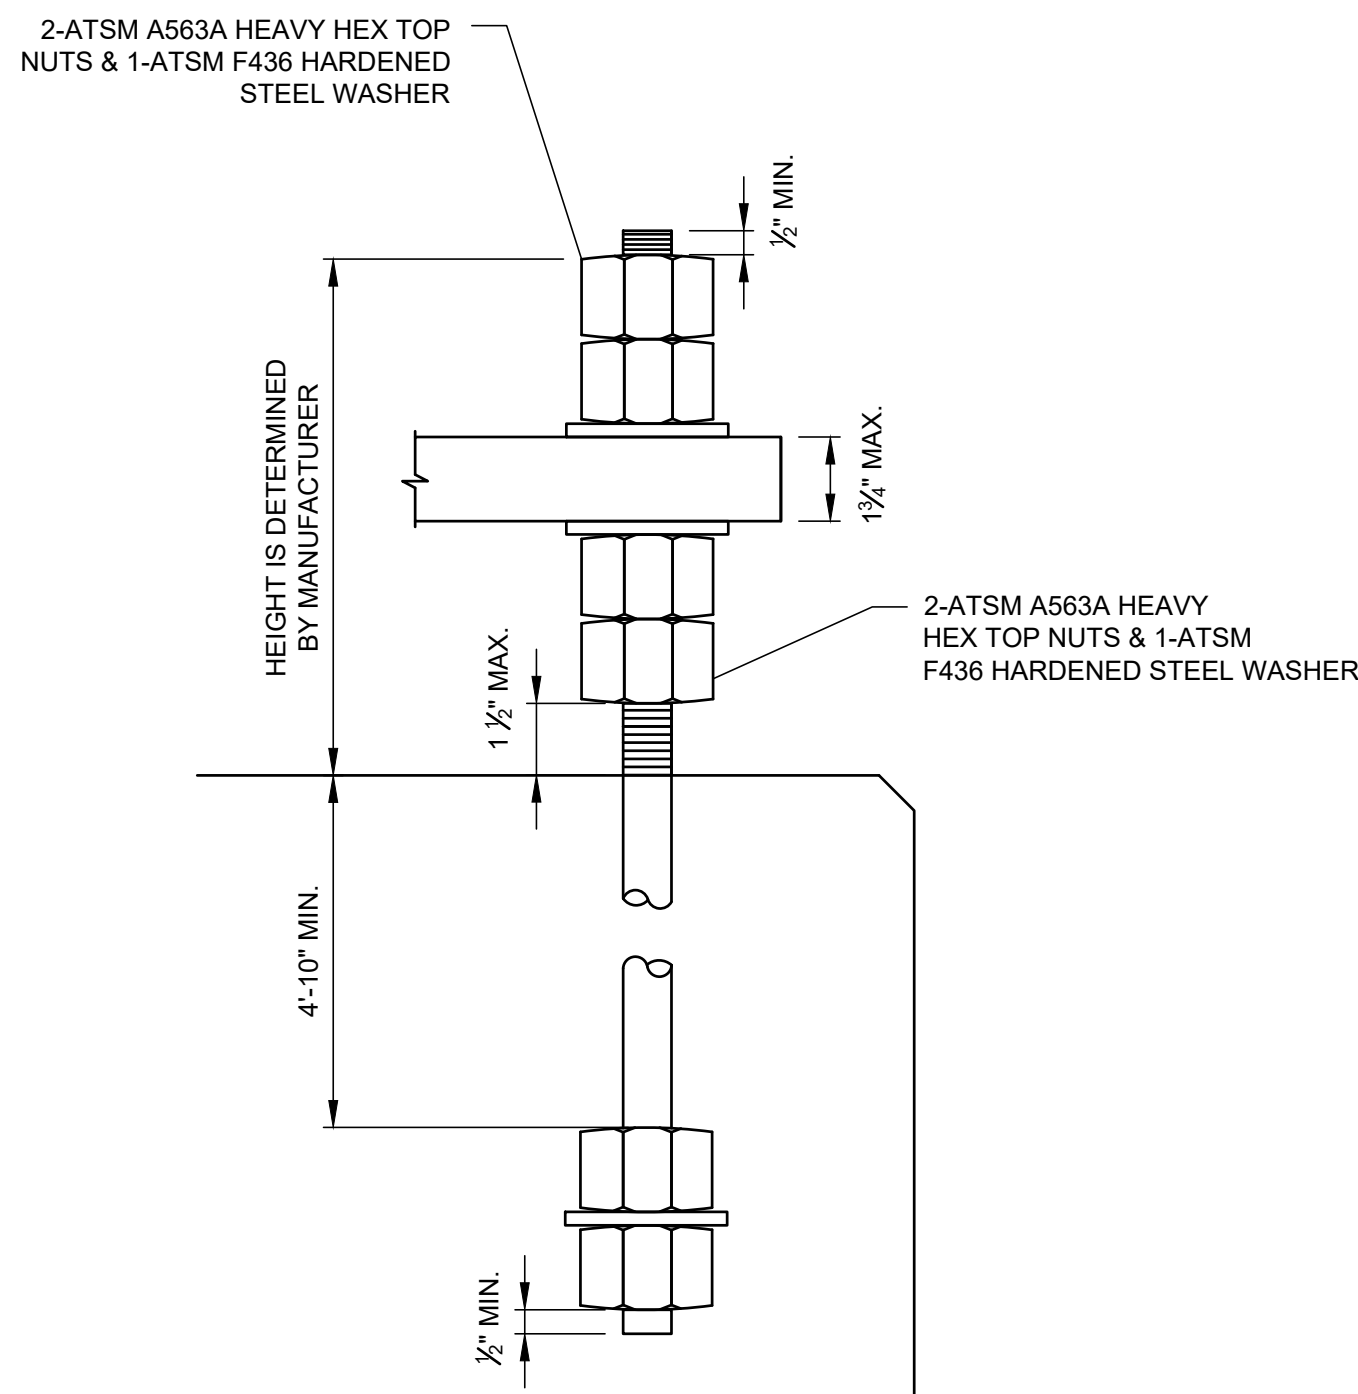 2-ATSM A563A HEAVY HEX TOP
NUTS & 1-ATSM F436 HARDENED
STEEL WASHER
½" MIN.
HEIGHT IS DETERMINED
BY MANUFACTURER
1¾" MAX.
2-ATSM A563A HEAVY
HEX TOP NUTS & 1-ATSM
F436 HARDENED STEEL WASHER
1 ½" MAX.
4'-10" MIN.
½" MIN.